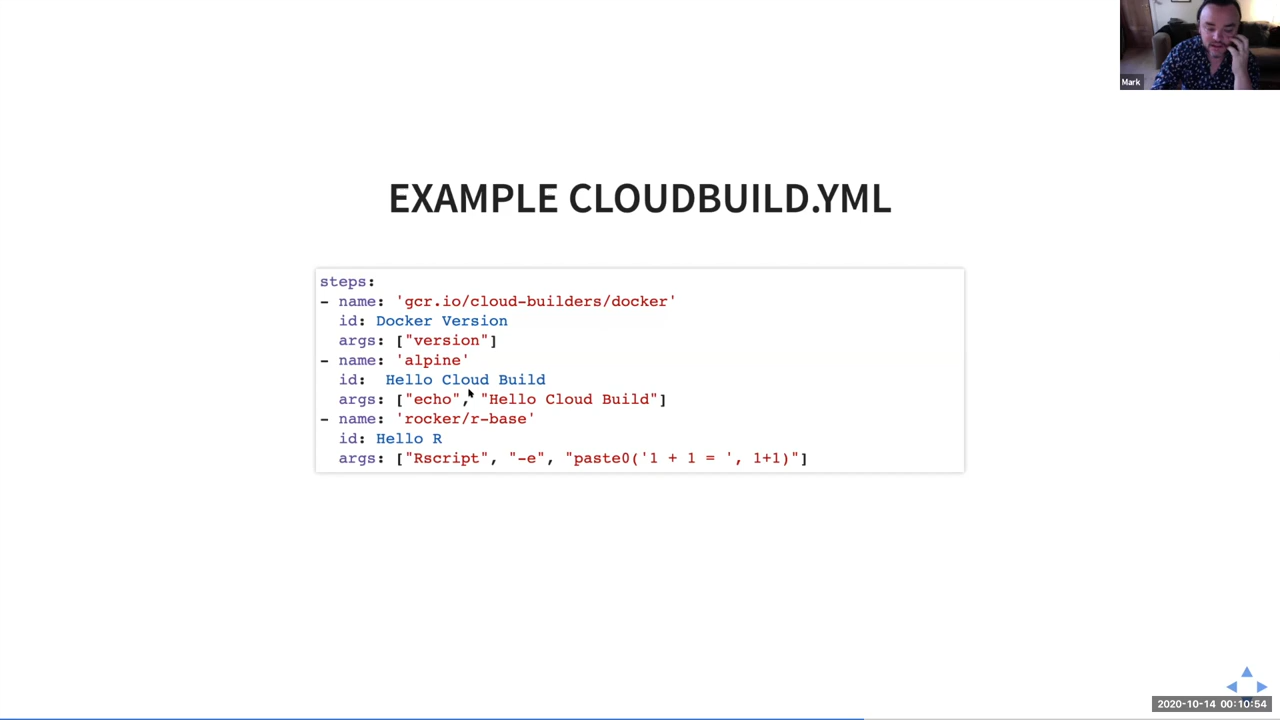 Mark
EXAMPLE CLOUDBUILD.YML
steps:
- name: 'gcr.io/cloud-builders/docker'
  id: Docker Version
  args: ["version"]
- name: 'alpine'
  id:  Hello Cloud Build
  args: ["echo", "Hello Cloud Build"]
- name: 'rocker/r-base'
  id: Hello R
  args: ["Rscript", "-e", "paste0('1 + 1 = ', 1+1)"]
2020-10-14 00:10:54